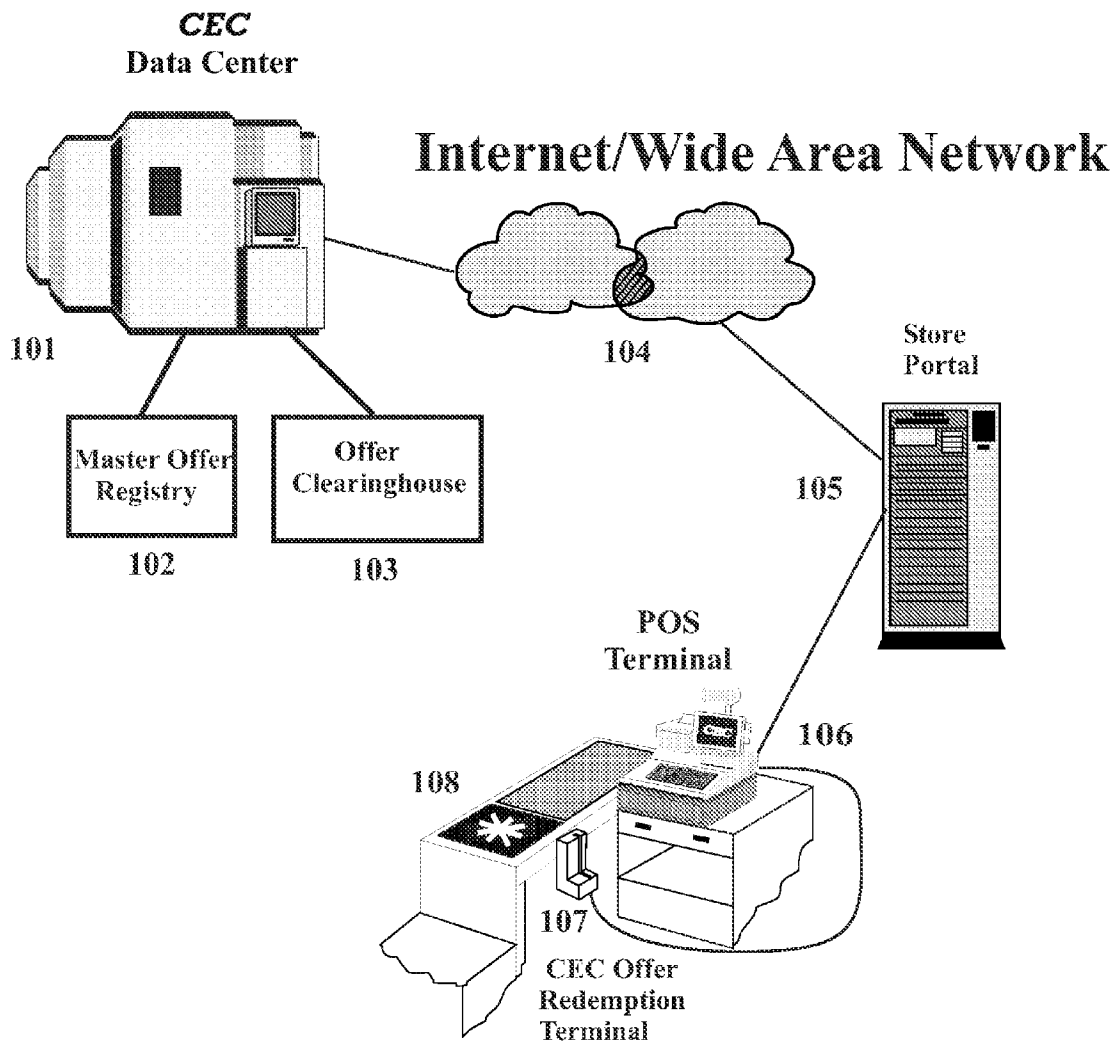 CEC
Data Center
Internet/Wide Area Network
101
104
Store
Portal
Master Offer
Registry
Offer
Clearinghouse
105
102
103
POS
Terminal
106
108
107
CEC Offer
Redemption
Terminal